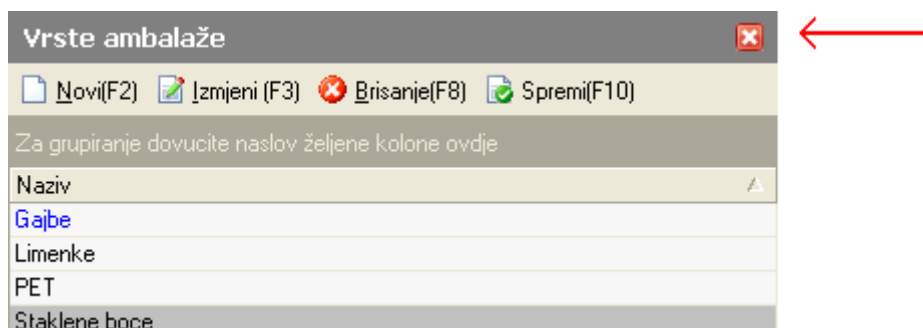 Vrste ambalaže
Novi(F2) Izmjeni (F3) Brisanje(F8) Spremi(F10)
Za grupiranje dovucite naslov željene kolone ovdje
Naziv
Gajbe
Limenke
PET
Staklene boce